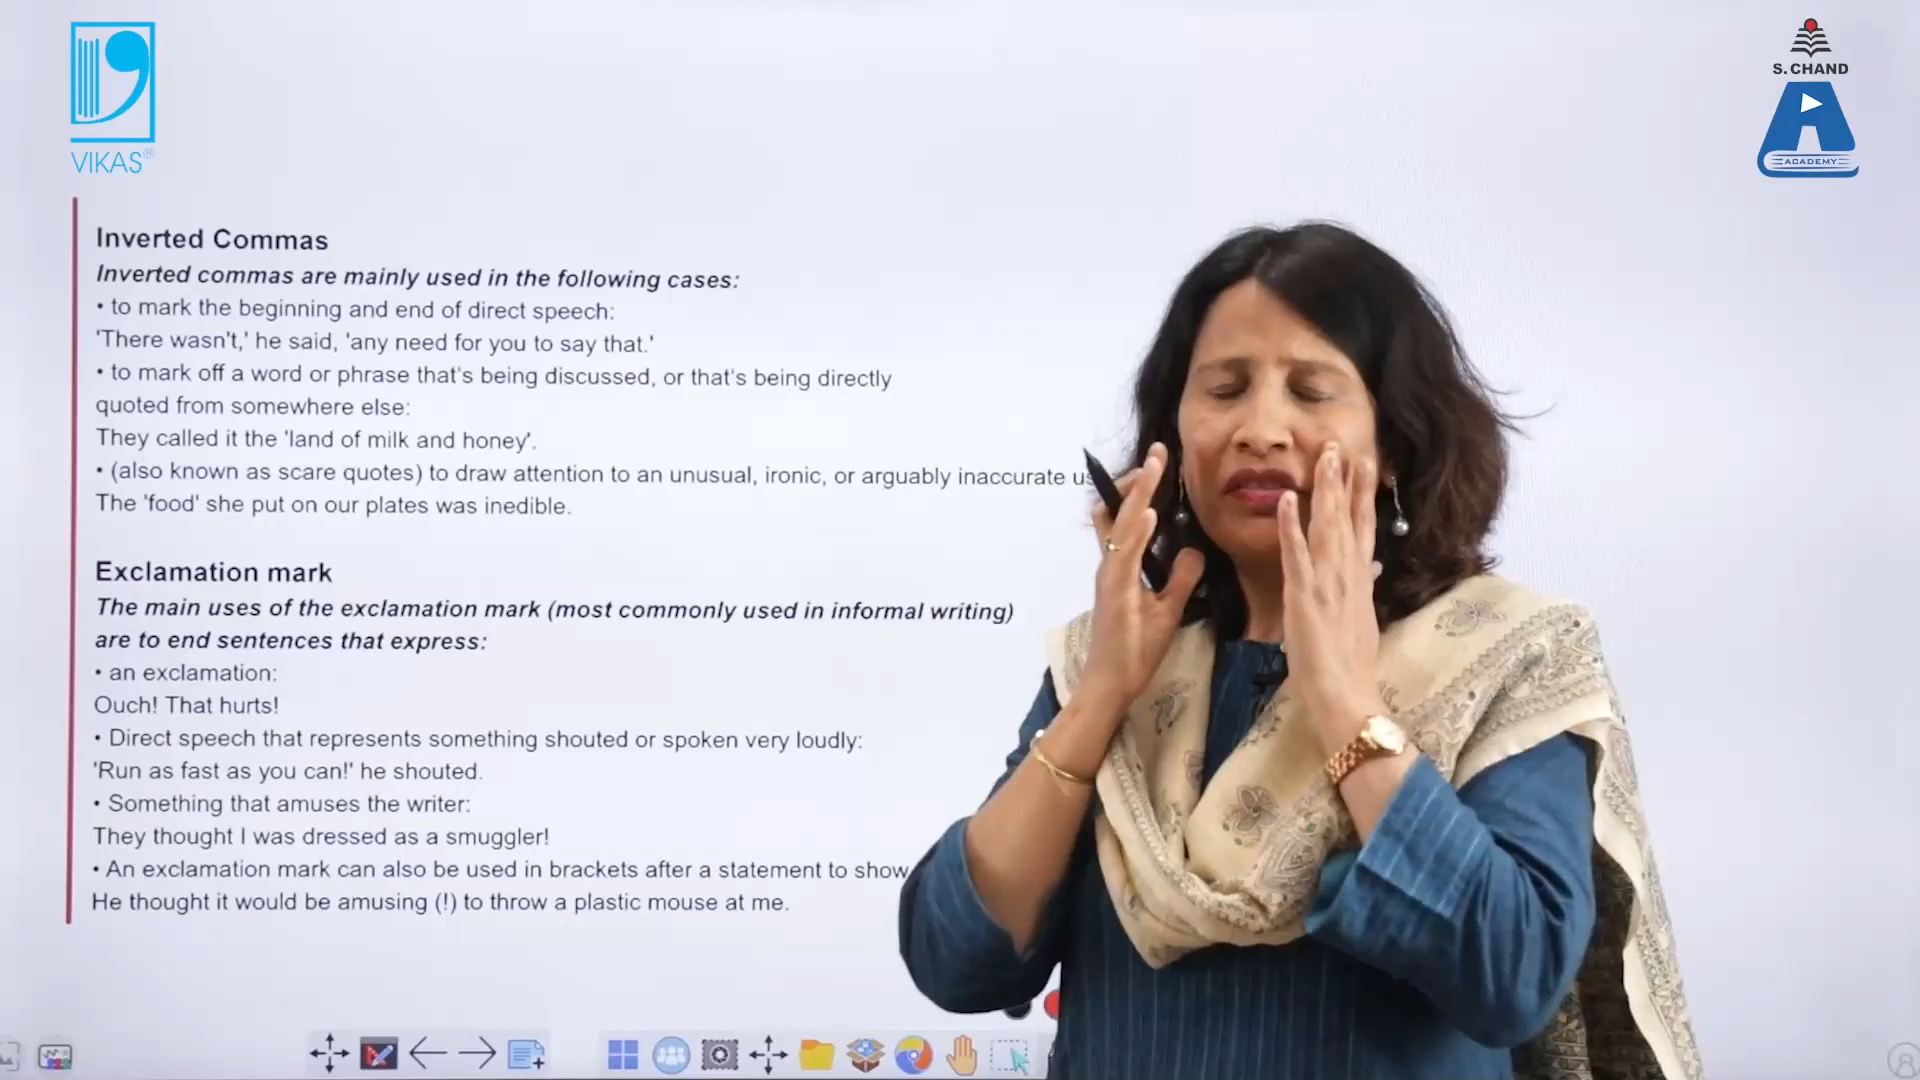 VIKAS®
S. CHAND
ACADEMY
Inverted Commas
Inverted commas are mainly used in the following cases:
• to mark the beginning and end of direct speech:
'There wasn't,' he said, 'any need for you to say that.'
• to mark off a word or phrase that's being discussed, or that's being directly
quoted from somewhere else:
They called it the 'land of milk and honey'.
• (also known as scare quotes) to draw attention to an unusual, ironic, or arguably inaccurate
The 'food' she put on our plates was inedible.
Exclamation mark
The main uses of the exclamation mark (most commonly used in informal writing)
are to end sentences that express:
• an exclamation:
Ouch! That hurts!
• Direct speech that represents something shouted or spoken very loudly:
'Run as fast as you can!' he shouted.
• Something that amuses the writer:
They thought I was dressed as a smuggler!
• An exclamation mark can also be used in brackets after a statement to show
He thought it would be amusing (!) to throw a plastic mouse at me.